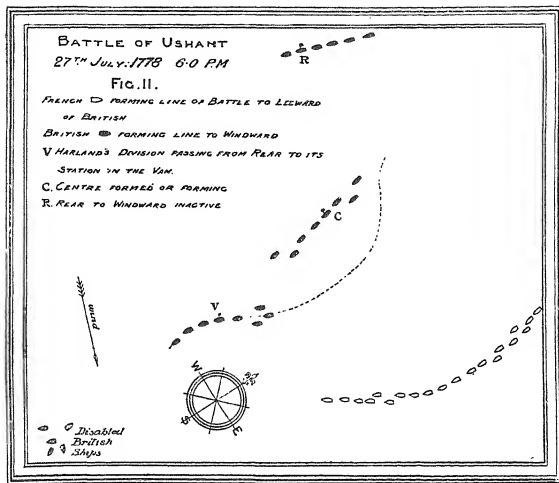 BATTLE OF USHANT
27TH JULY: 1778 6·0 P.M
FIG. II.
FRENCH FORMING LINE OF BATTLE TO LEEWARD
OF BRITISH
BRITISH FORMING LINE TO WINDWARD
V HARLAND'S DIVISION PASSING FROM REAR TO ITS
STATION IN THE VAN.
C. CENTRE FORMED OR FORMING
R. REAR TO WINDWARD INACTIVE
R
C
V
Wind
W
S
E
Disabled
British
Ships